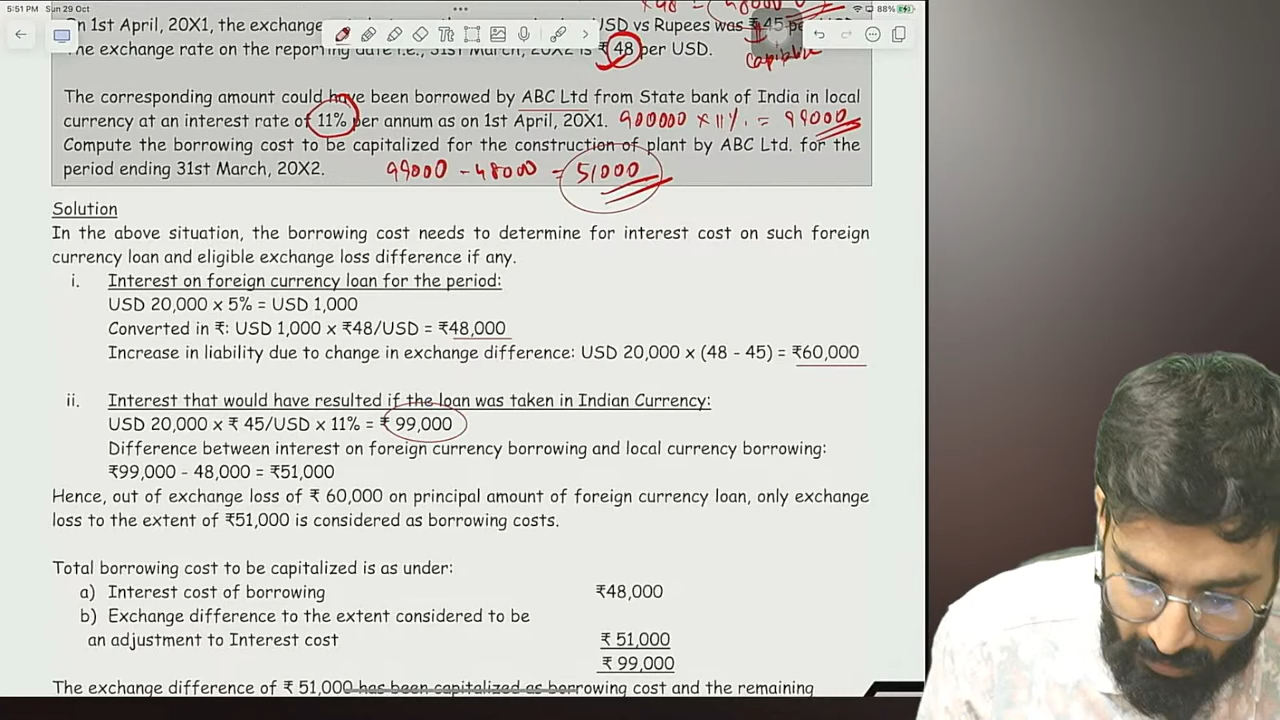 5:51 PM Sun 29 Oct
88%
×48 = 48000
On 1st April, 20X1, the exchange USD vs Rupees was ₹ 45 per
The exchange rate on the reporting date i.e., 31st March, 20X2 is ₹ 48 per USD.
The corresponding amount could have been borrowed by ABC Ltd from State bank of India in local
currency at an interest rate of 11% per annum as on 1st April, 20X1. 900000 × 11% = 99000
Compute the borrowing cost to be capitalized for the construction of plant by ABC Ltd. for the
period ending 31st March, 20X2. 99000 - 48000 = 51000
Solution
In the above situation, the borrowing cost needs to determine for interest cost on such foreign
currency loan and eligible exchange loss difference if any.
i. Interest on foreign currency loan for the period:
USD 20,000 x 5% = USD 1,000
Converted in ₹: USD 1,000 x ₹48/USD = ₹48,000
Increase in liability due to change in exchange difference: USD 20,000 x (48 - 45) = ₹60,000
ii. Interest that would have resulted if the loan was taken in Indian Currency:
USD 20,000 x ₹ 45/USD x 11% = ₹ 99,000
Difference between interest on foreign currency borrowing and local currency borrowing:
₹99,000 - 48,000 = ₹51,000
Hence, out of exchange loss of ₹ 60,000 on principal amount of foreign currency loan, only exchange
loss to the extent of ₹51,000 is considered as borrowing costs.
Total borrowing cost to be capitalized is as under:
a) Interest cost of borrowing ₹48,000
b) Exchange difference to the extent considered to be
an adjustment to Interest cost ₹ 51,000
₹ 99,000
The exchange difference of ₹ 51,000 has been capitalized as borrowing cost and the remaining